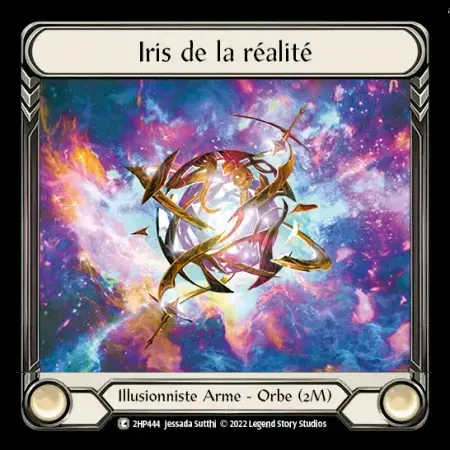 Iris de la réalité
Illusionniste Arme - Orbe (2M)
C 2HP444 Jessada Sutthi © 2022 Legend Story Studios